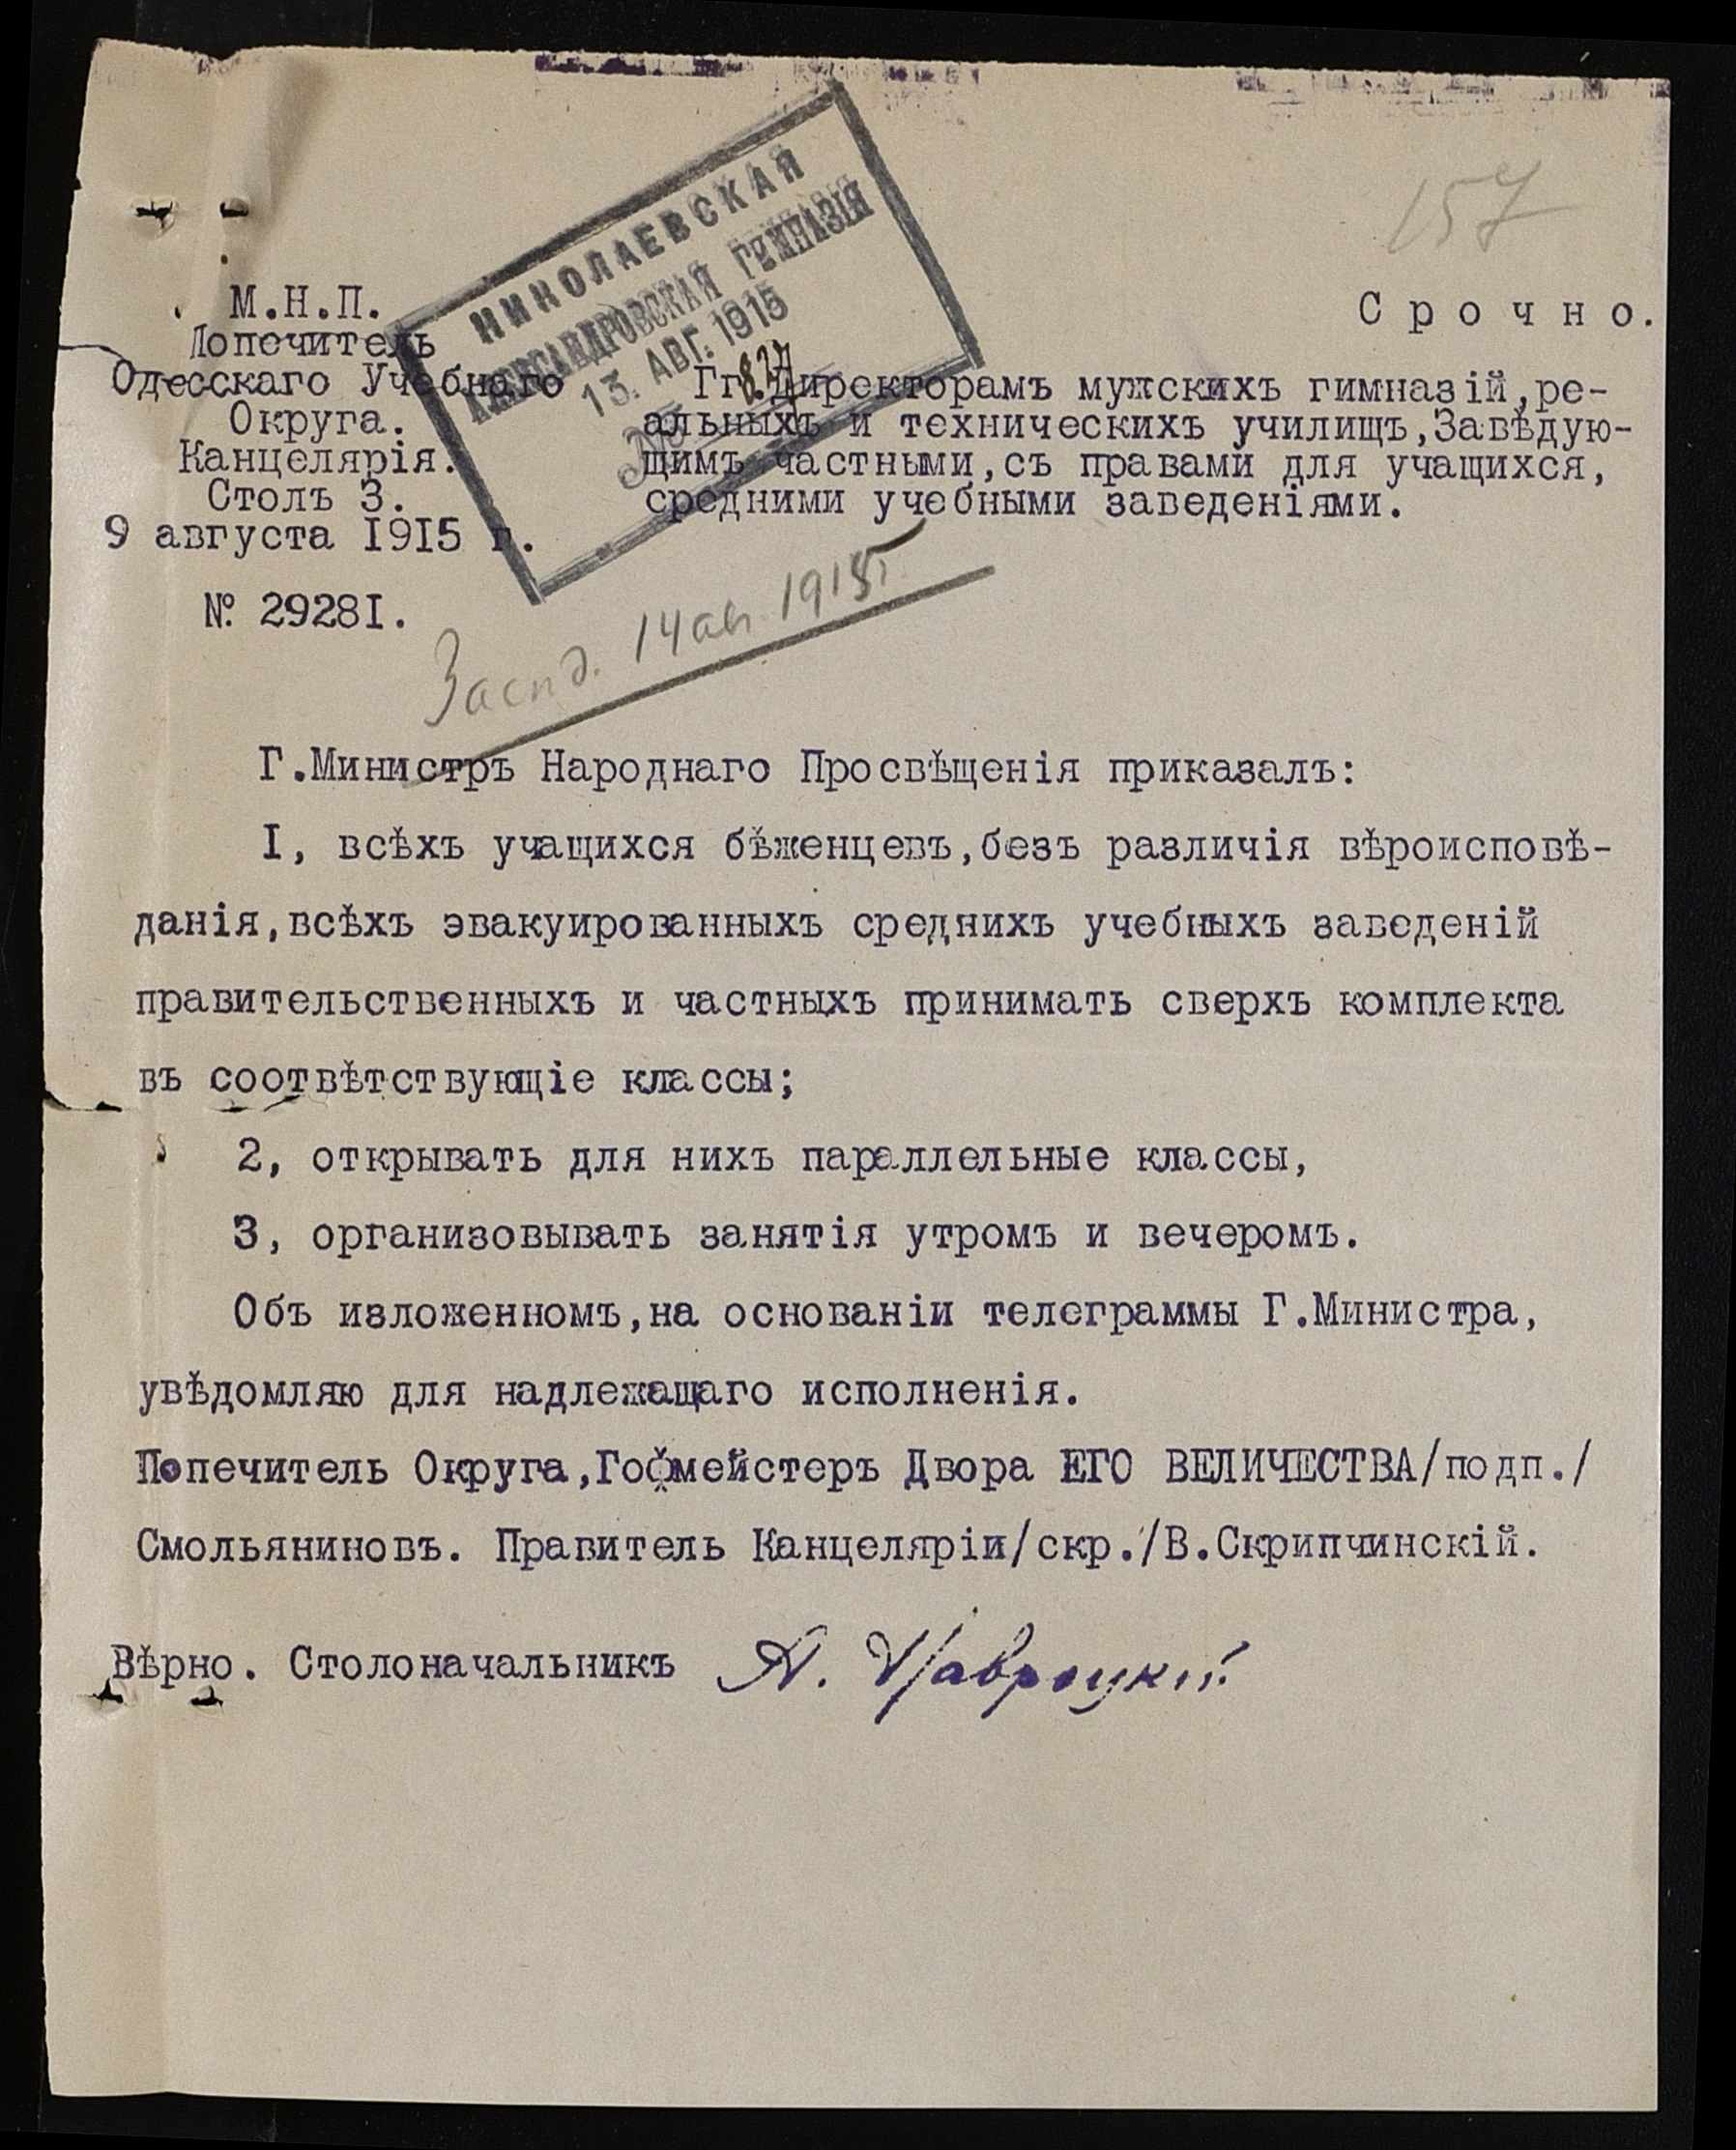 157
НИКОЛАЕВСКАЯ
АЛЕКСАНДРОВСКАЯ ГИМНАЗІЯ
13. АВГ. 1915
№
М.Н.П.
Попечитель
Одесскаго Учебнаго
Округа.
Канцелярія.
Столъ 3.
9 августа 1915 г.
№ 29281.
Срочно.
Гг. Директорамъ мужскихъ гимназій,ре-
альныхъ и техническихъ училищъ,Завѣдую-
щимъ частными,съ правами для учащихся,
средними учебными заведеніями.
14 авг. 1915
Г.Министръ Народнаго Просвѣщенія приказалъ:
I, всѣхъ учащихся бѣженцевъ,безъ различія вѣроисповѣ-
данія,всѣхъ эвакуированныхъ среднихъ учебныхъ заведеній
правительственныхъ и частныхъ принимать сверхъ комплекта
въ соотвѣтствующіе классы;
2, открывать для нихъ параллельные классы,
3, организовывать занятія утромъ и вечеромъ.
Объ изложенномъ,на основаніи телеграммы Г.Министра,
увѣдомляю для надлежащаго исполненія.
Попечитель Округа,Гофмейстеръ Двора ЕГО ВЕЛИЧЕСТВА/подп./
Смольяниновъ. Правитель Канцеляріи/скр./В.Скрипчинскій.
Вѣрно. Столоначальникъ А. Навроцкій